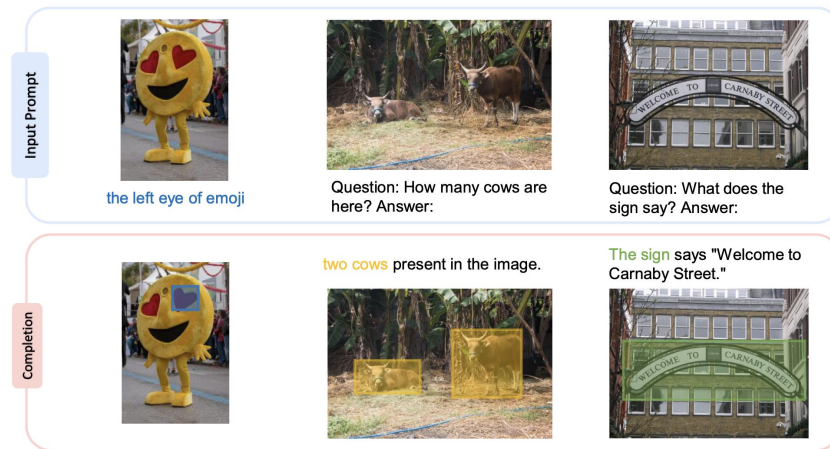 Input Prompt
WELCOME TO CARNABY STREET
the left eye of emoji
Question: How many cows are
here? Answer:
Question: What does the
sign say? Answer:
Completion
two cows present in the image.
The sign says "Welcome to
Carnaby Street."
WELCOME TO CARNABY STREET